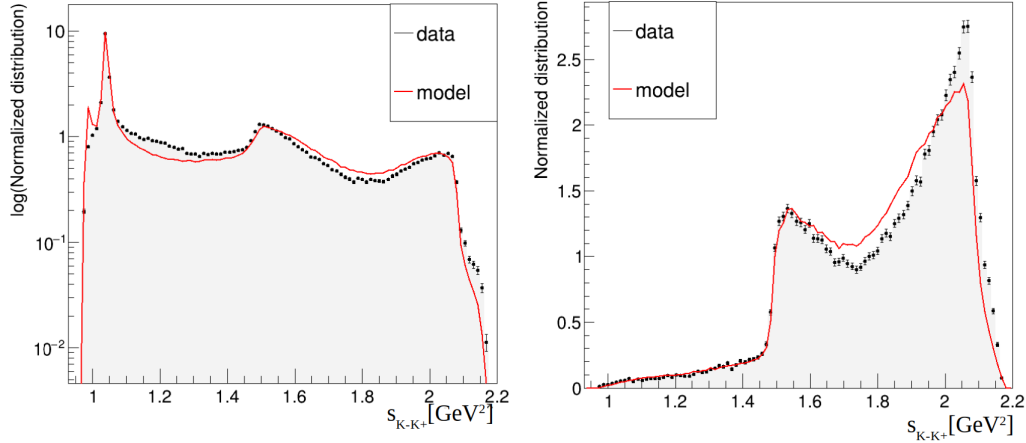 log(Normalized distribution)
10
1
10⁻¹
10⁻²
data
model
1 1.2 1.4 1.6 1.8 2 2.2
s_K-K+[GeV²]
Normalized distribution
2.5
2
1.5
1
0.5
0
data
model
1 1.2 1.4 1.6 1.8 2 2.2
s_K-K+[GeV²]